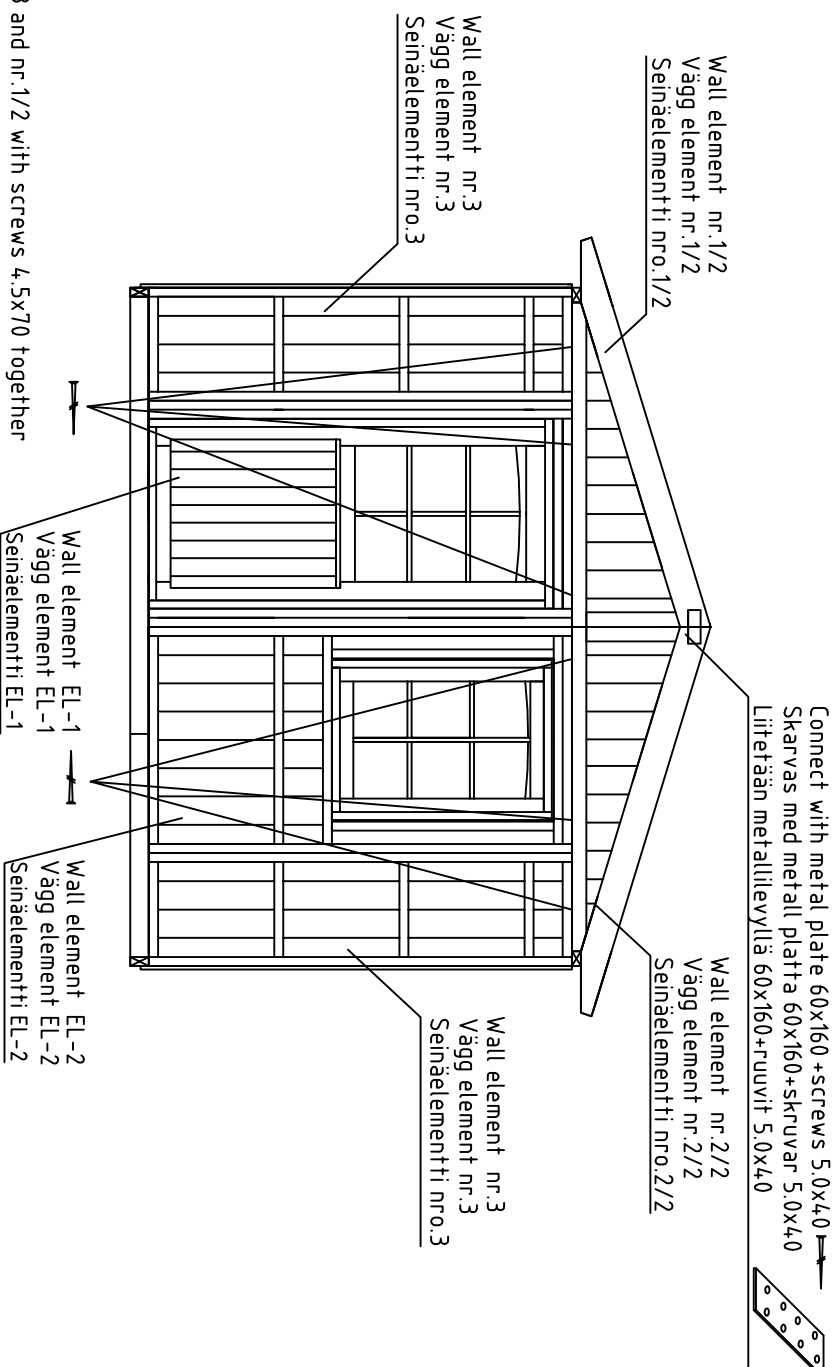 Connect with metal plate 60x160 +screws 5.0x40
Skarvas med metall platta 60x160+skruvar 5.0x40
Liitetään metallilevyllä 60x160+ruuvit 5.0x40
Wall element nr.1/2
Vägg element nr.1/2
Seinäelementti nro.1/2
Wall element nr.2/2
Vägg element nr.2/2
Seinäelementti nro.2/2
Wall element nr.3
Vägg element nr.3
Seinäelementti nro.3
Wall element nr.3
Vägg element nr.3
Seinäelementti nro.3
Wall element EL-1
Vägg element EL-1
Seinäelementti EL-1
Wall element EL-2
Vägg element EL-2
Seinäelementti EL-2
and nr.1/2 with screws 4.5x70 together